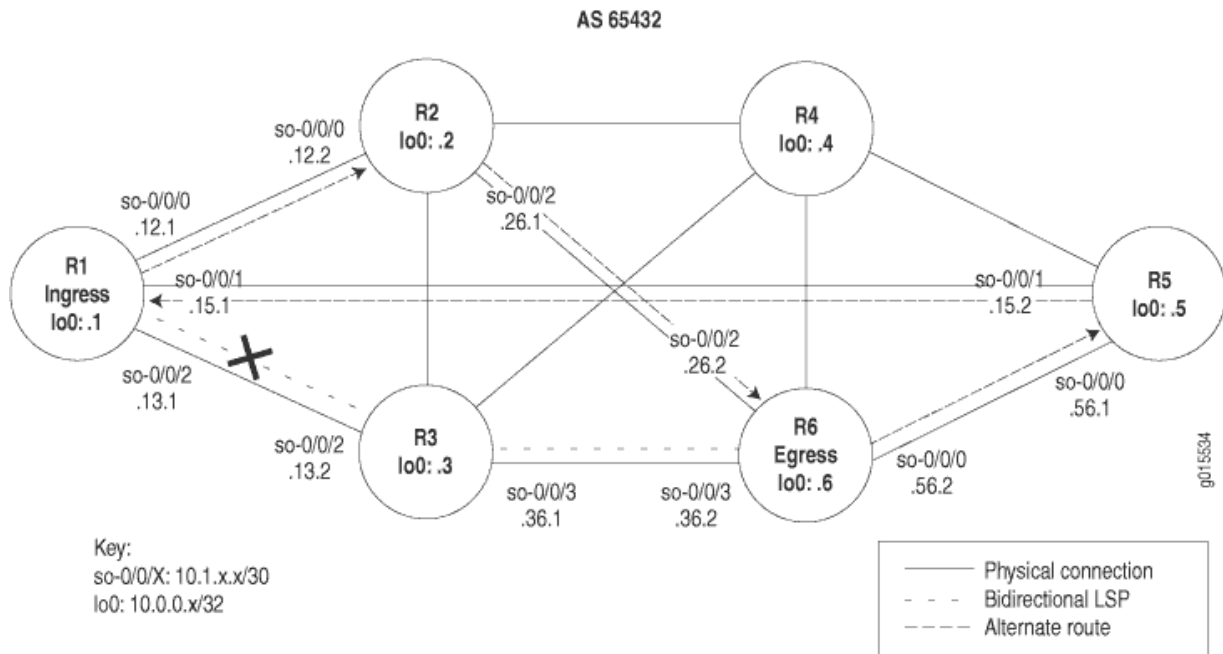 AS 65432
R2
lo0: .2
R4
lo0: .4
so-0/0/0
.12.2
so-0/0/0
.12.1
so-0/0/2
.26.1
R1
Ingress
lo0: .1
so-0/0/1
.15.1
so-0/0/1
.15.2
R5
lo0: .5
so-0/0/2
.26.2
so-0/0/2
.13.1
so-0/0/0
.56.1
R3
lo0: .3
so-0/0/2
.13.2
R6
Egress
lo0: .6
so-0/0/0
.56.2
so-0/0/3
.36.1
so-0/0/3
.36.2
g015534
Key:
so-0/0/X: 10.1.x.x/30
lo0: 10.0.0.x/32
Physical connection
Bidirectional LSP
Alternate route